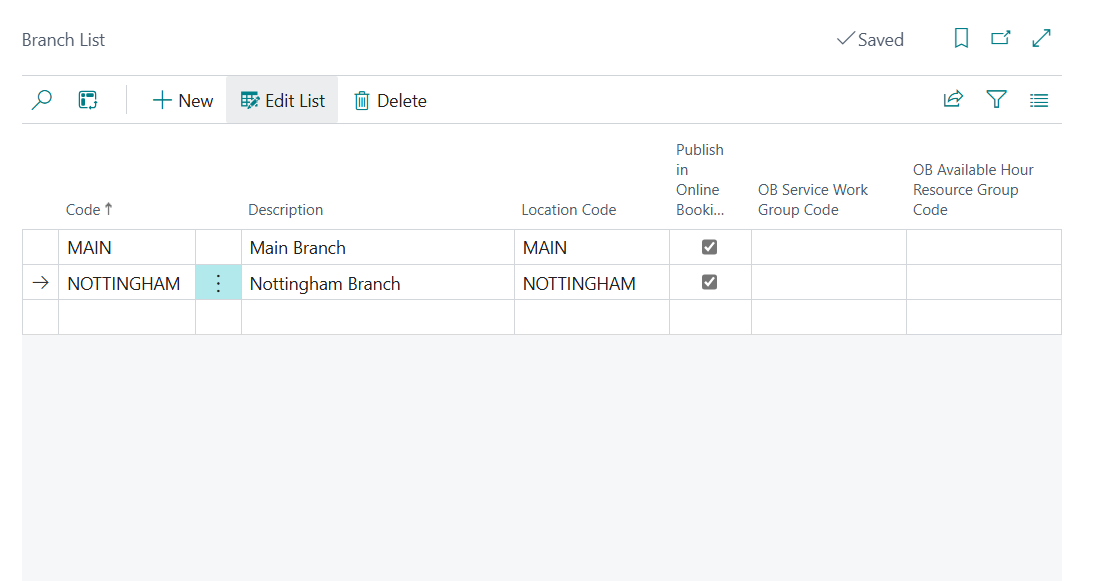 Branch List
Saved
New
Edit List
Delete
Publish
in
Online
Booki...
OB Service Work
Group Code
OB Available Hour
Resource Group
Code
Code
Description
Location Code
MAIN Main Branch MAIN
NOTTINGHAM Nottingham Branch NOTTINGHAM